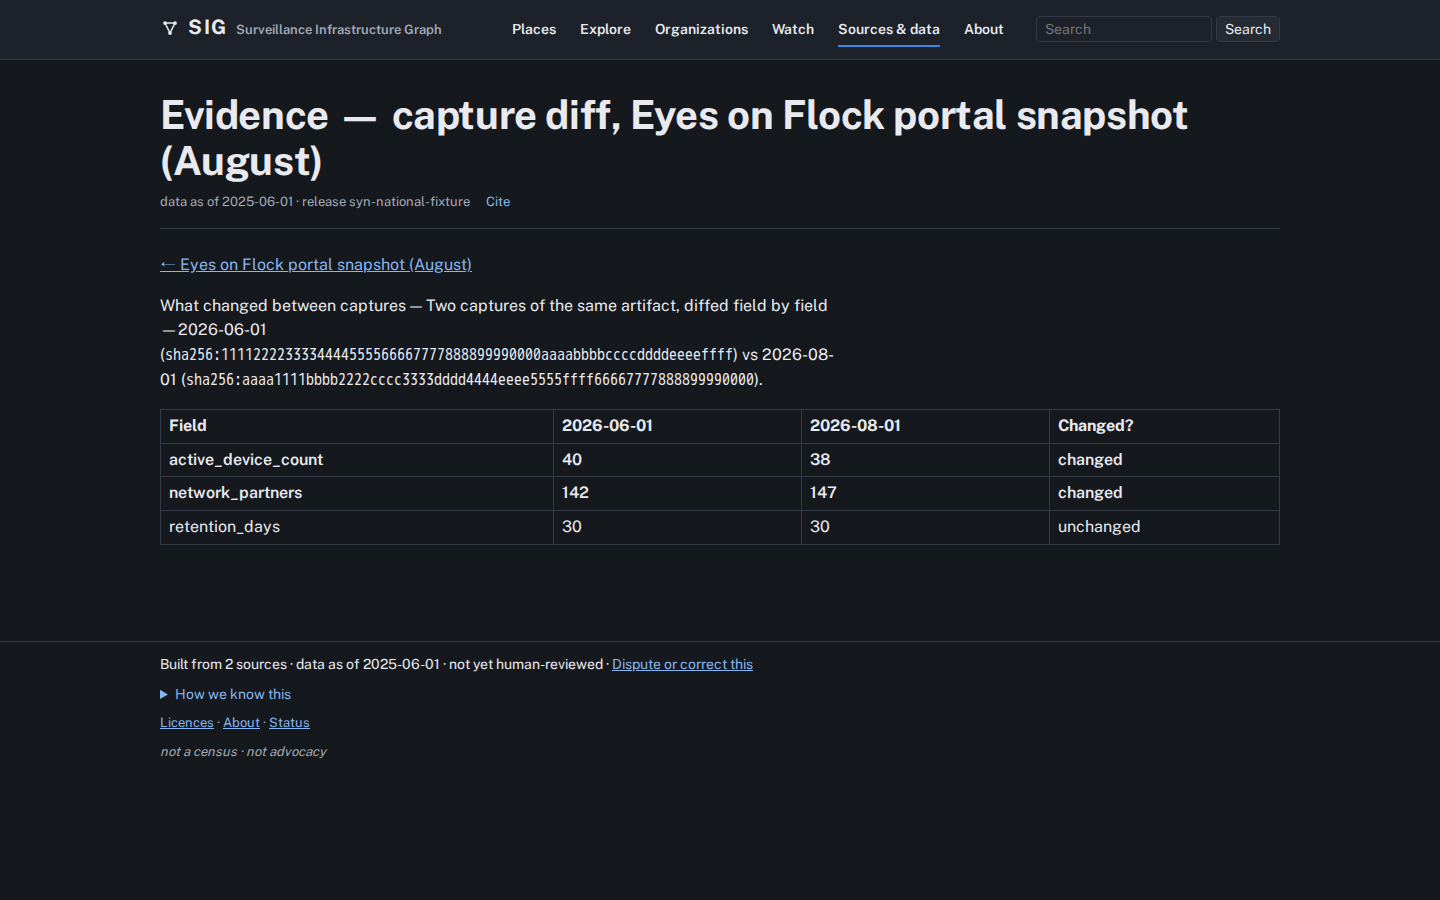 SIG Surveillance Infrastructure Graph Places Explore Organizations Watch Sources & data About Search Search
Evidence — capture diff, Eyes on Flock portal snapshot
(August)
data as of 2025-06-01 · release syn-national-fixture Cite
← Eyes on Flock portal snapshot (August)
What changed between captures — Two captures of the same artifact, diffed field by field
— 2026-06-01
(sha256:1111222233334444555566667777888899990000aaaabbbbccccddddeeeeffff) vs 2026-08-
01 (sha256:aaaa1111bbbb2222cccc3333dddd4444eeee5555ffff66667777888899990000).
Field 2026-06-01 2026-08-01 Changed?
active_device_count 40 38 changed
network_partners 142 147 changed
retention_days 30 30 unchanged
Built from 2 sources · data as of 2025-06-01 · not yet human-reviewed · Dispute or correct this
▶ How we know this
Licences · About · Status
not a census · not advocacy